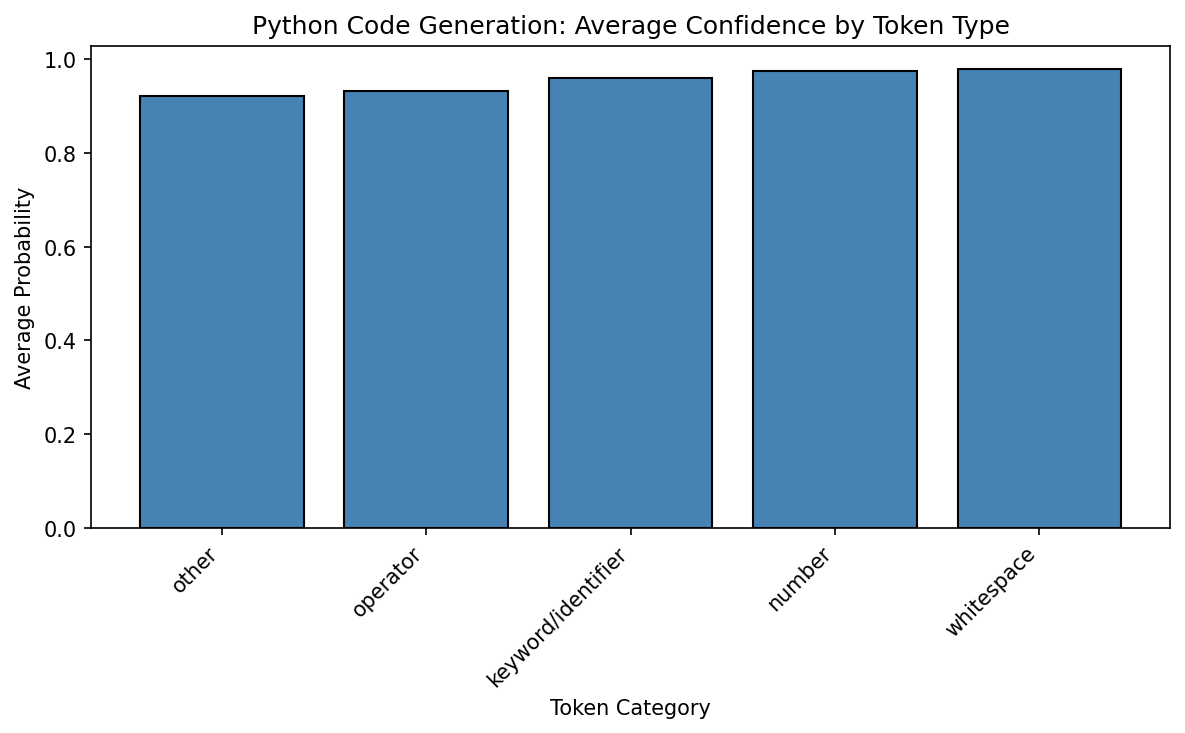 Python Code Generation: Average Confidence by Token Type
1.0
0.8
0.6
0.4
0.2
0.0
Average Probability
other
operator
keyword/identifier
number
whitespace
Token Category